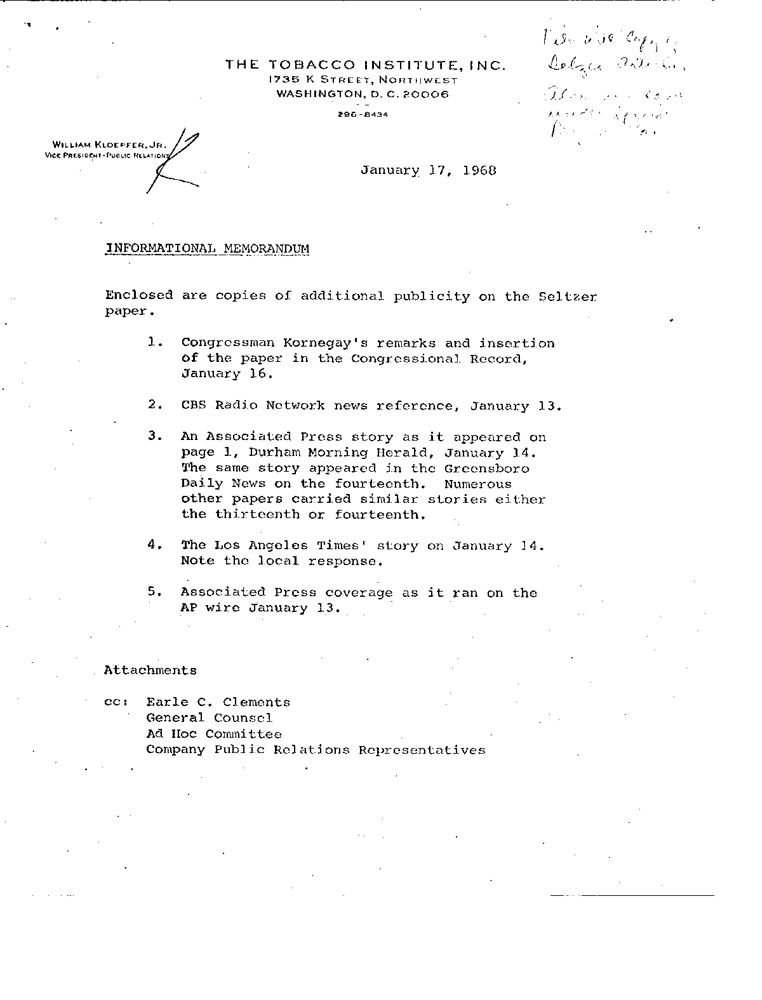 THE TOBACCO INSTITUTE, INC.
1735 K STREET, NORTHWEST
WASHINGTON, D. C. 20006
296-8434
WILLIAM KLOEPFER, JR.
VICE PRESIDENT-PUBLIC RELATIONS
January 17, 1968
INFORMATIONAL MEMORANDUM
Enclosed are copies of additional publicity on the Seltzer
paper.
1. Congressman Kornegay's remarks and insertion
of the paper in the Congressional Record,
January 16.
2. CBS Radio Network news reference, January 13.
3. An Associated Press story as it appeared on
page 1, Durham Morning Herald, January 14.
The same story appeared in the Greensboro
Daily News on the fourteenth. Numerous
other papers carried similar stories either
the thirteenth or fourteenth.
4. The Los Angeles Times' story on January 14.
Note the local response.
5. Associated Press coverage as it ran on the
AP wire January 13.
Attachments
cc: Earle C. Clements
General Counsel
Ad Hoc Committee
Company Public Relations Representatives